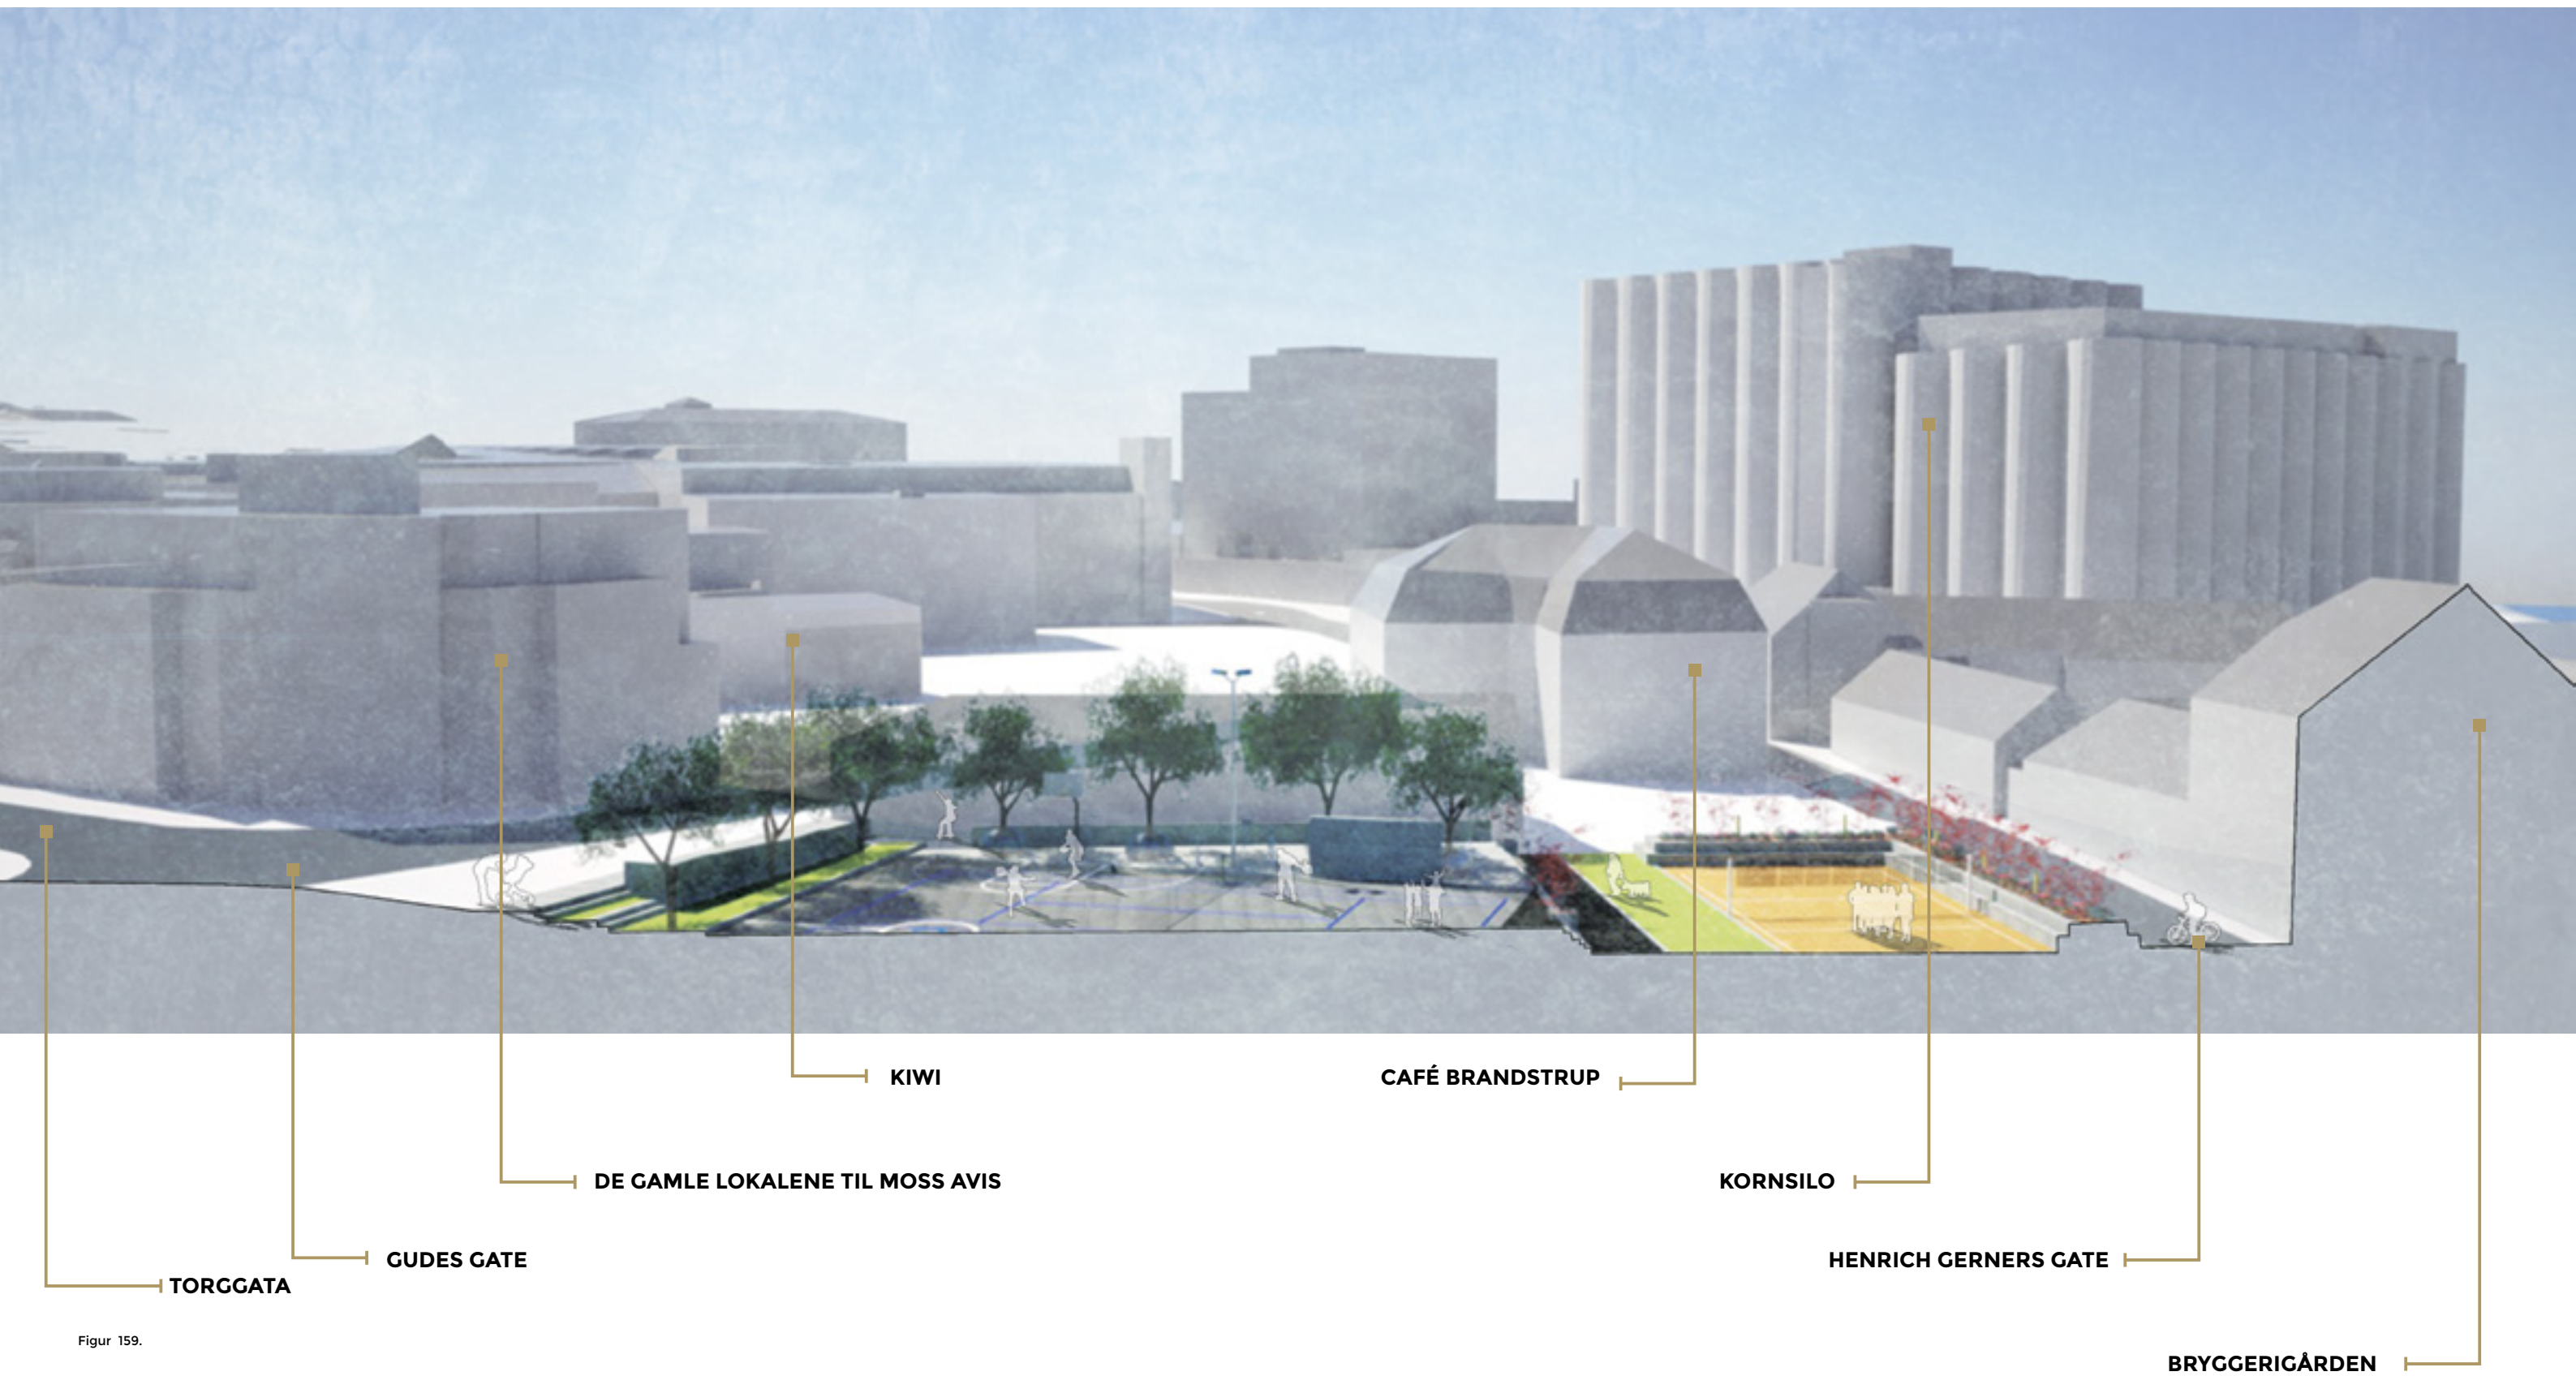 KIWI
CAFÉ BRANDSTRUP
DE GAMLE LOKALENE TIL MOSS AVIS
KORNSILO
GUDES GATE
HENRICH GERNERS GATE
TORGGATA
Figur 159.
BRYGGERIGÅRDEN